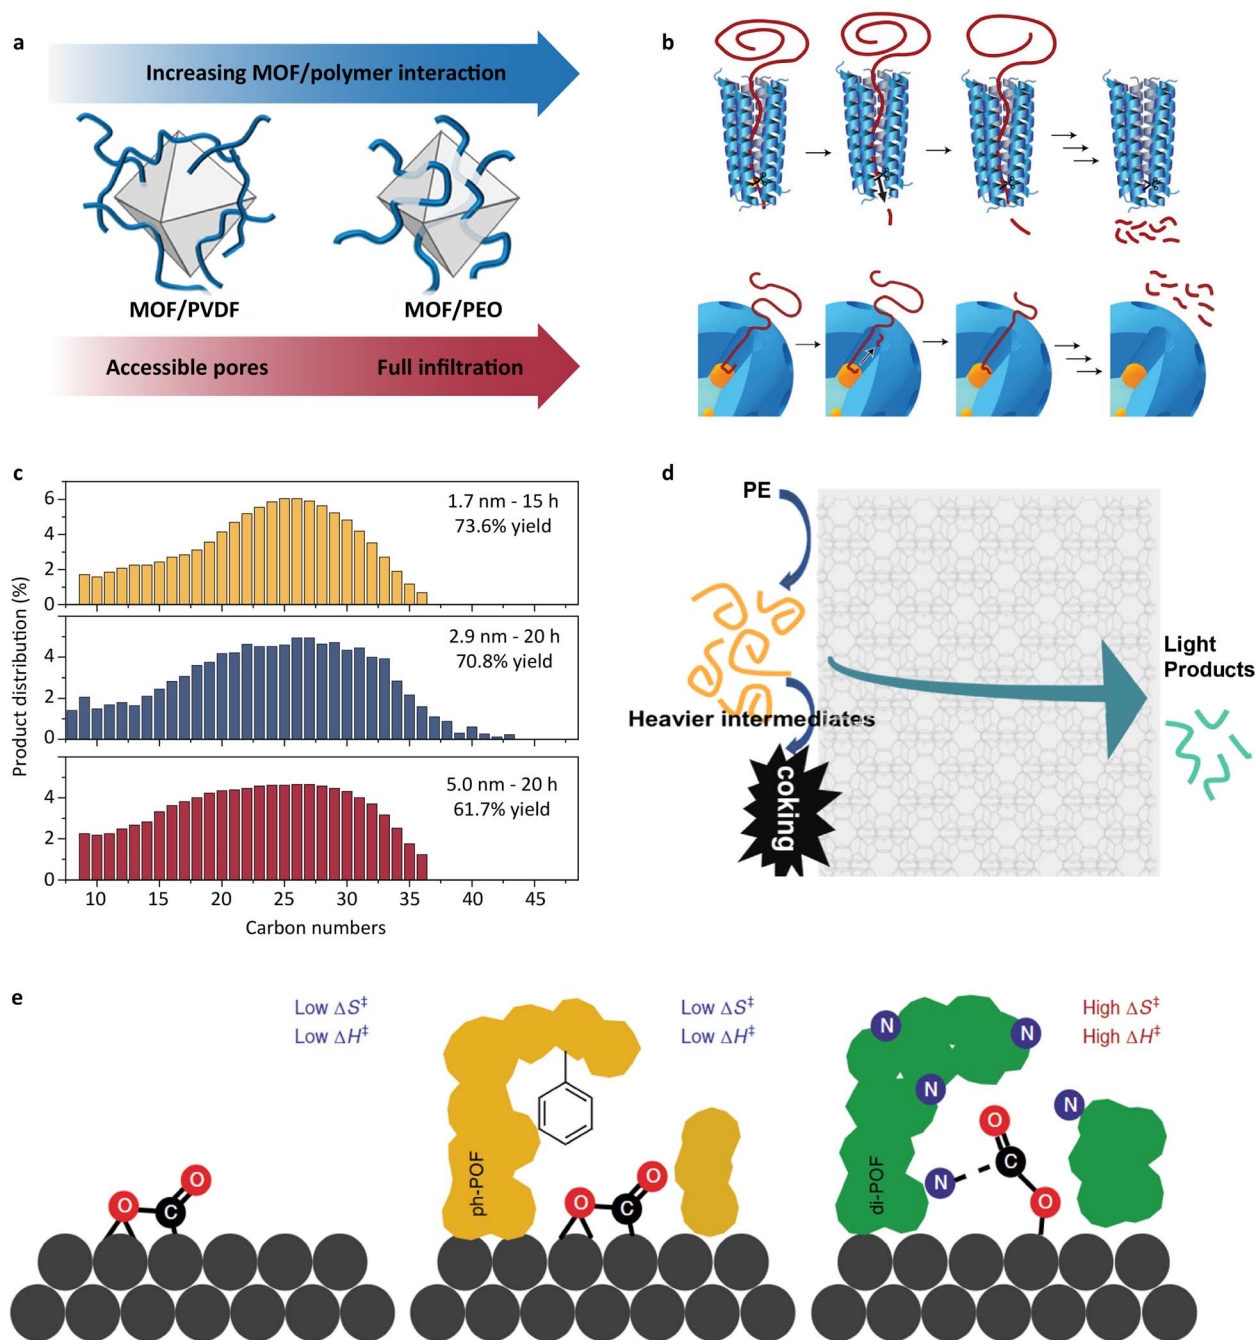 a
Increasing MOF/polymer interaction
MOF/PVDF
MOF/PEO
Accessible pores
Full infiltration
b
c
Product distribution (%)
6
4
2
0
1.7 nm - 15 h
73.6% yield
4
2
0
2.9 nm - 20 h
70.8% yield
4
2
0
5.0 nm - 20 h
61.7% yield
10 15 20 25 30 35 40 45
Carbon numbers
d
PE
Heavier intermediates
coking
Light
Products
e
Low ΔS‡
Low ΔH‡
O
C
O
Low ΔS‡
Low ΔH‡
ph-POF
O
C
O
High ΔS‡
High ΔH‡
N
N
N
N
O
di-POF
N
C
O